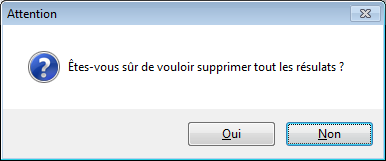 Attention
Êtes-vous sûr de vouloir supprimer tout les résulats ?
Oui
Non